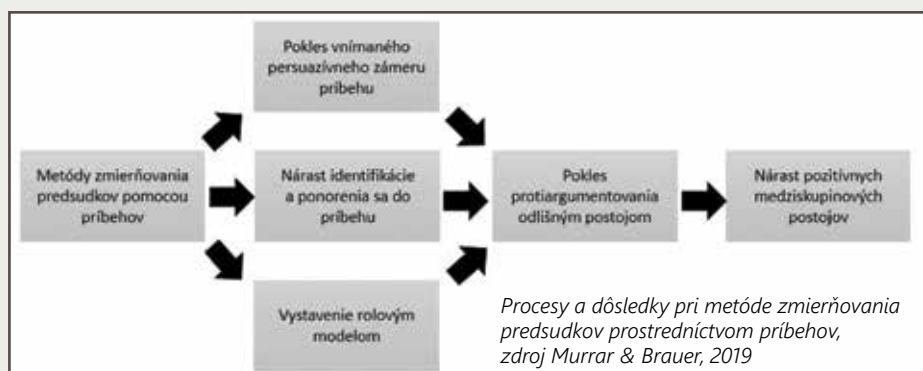 Pokles vnímaného
persuazívneho zámeru
príbehu
Metódy zmierňovania
predsudkov pomocou
príbehov
Nárast identifikácie
a ponorenia sa do
príbehu
Pokles
protiargumentovania
odlišným postojom
Nárast pozitívnych
medziskupinových
postojov
Vystavenie rolovým
modelom
Procesy a dôsledky pri metóde zmierňovania
predsudkov prostredníctvom príbehov,
zdroj Murrar & Brauer, 2019